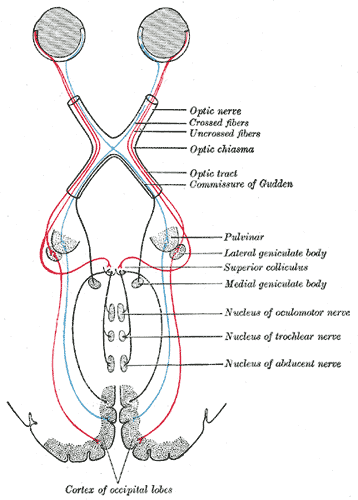 Optic nerve
Crossed fibers
Uncrossed fibers
Optic chiasma
Optic tract
Commissure of Gudden
Pulvinar
Lateral geniculate body
Superior colliculus
Medial geniculate body
Nucleus of oculomotor nerve
Nucleus of trochlear nerve
Nucleus of abducent nerve
Cortex of occipital lobes